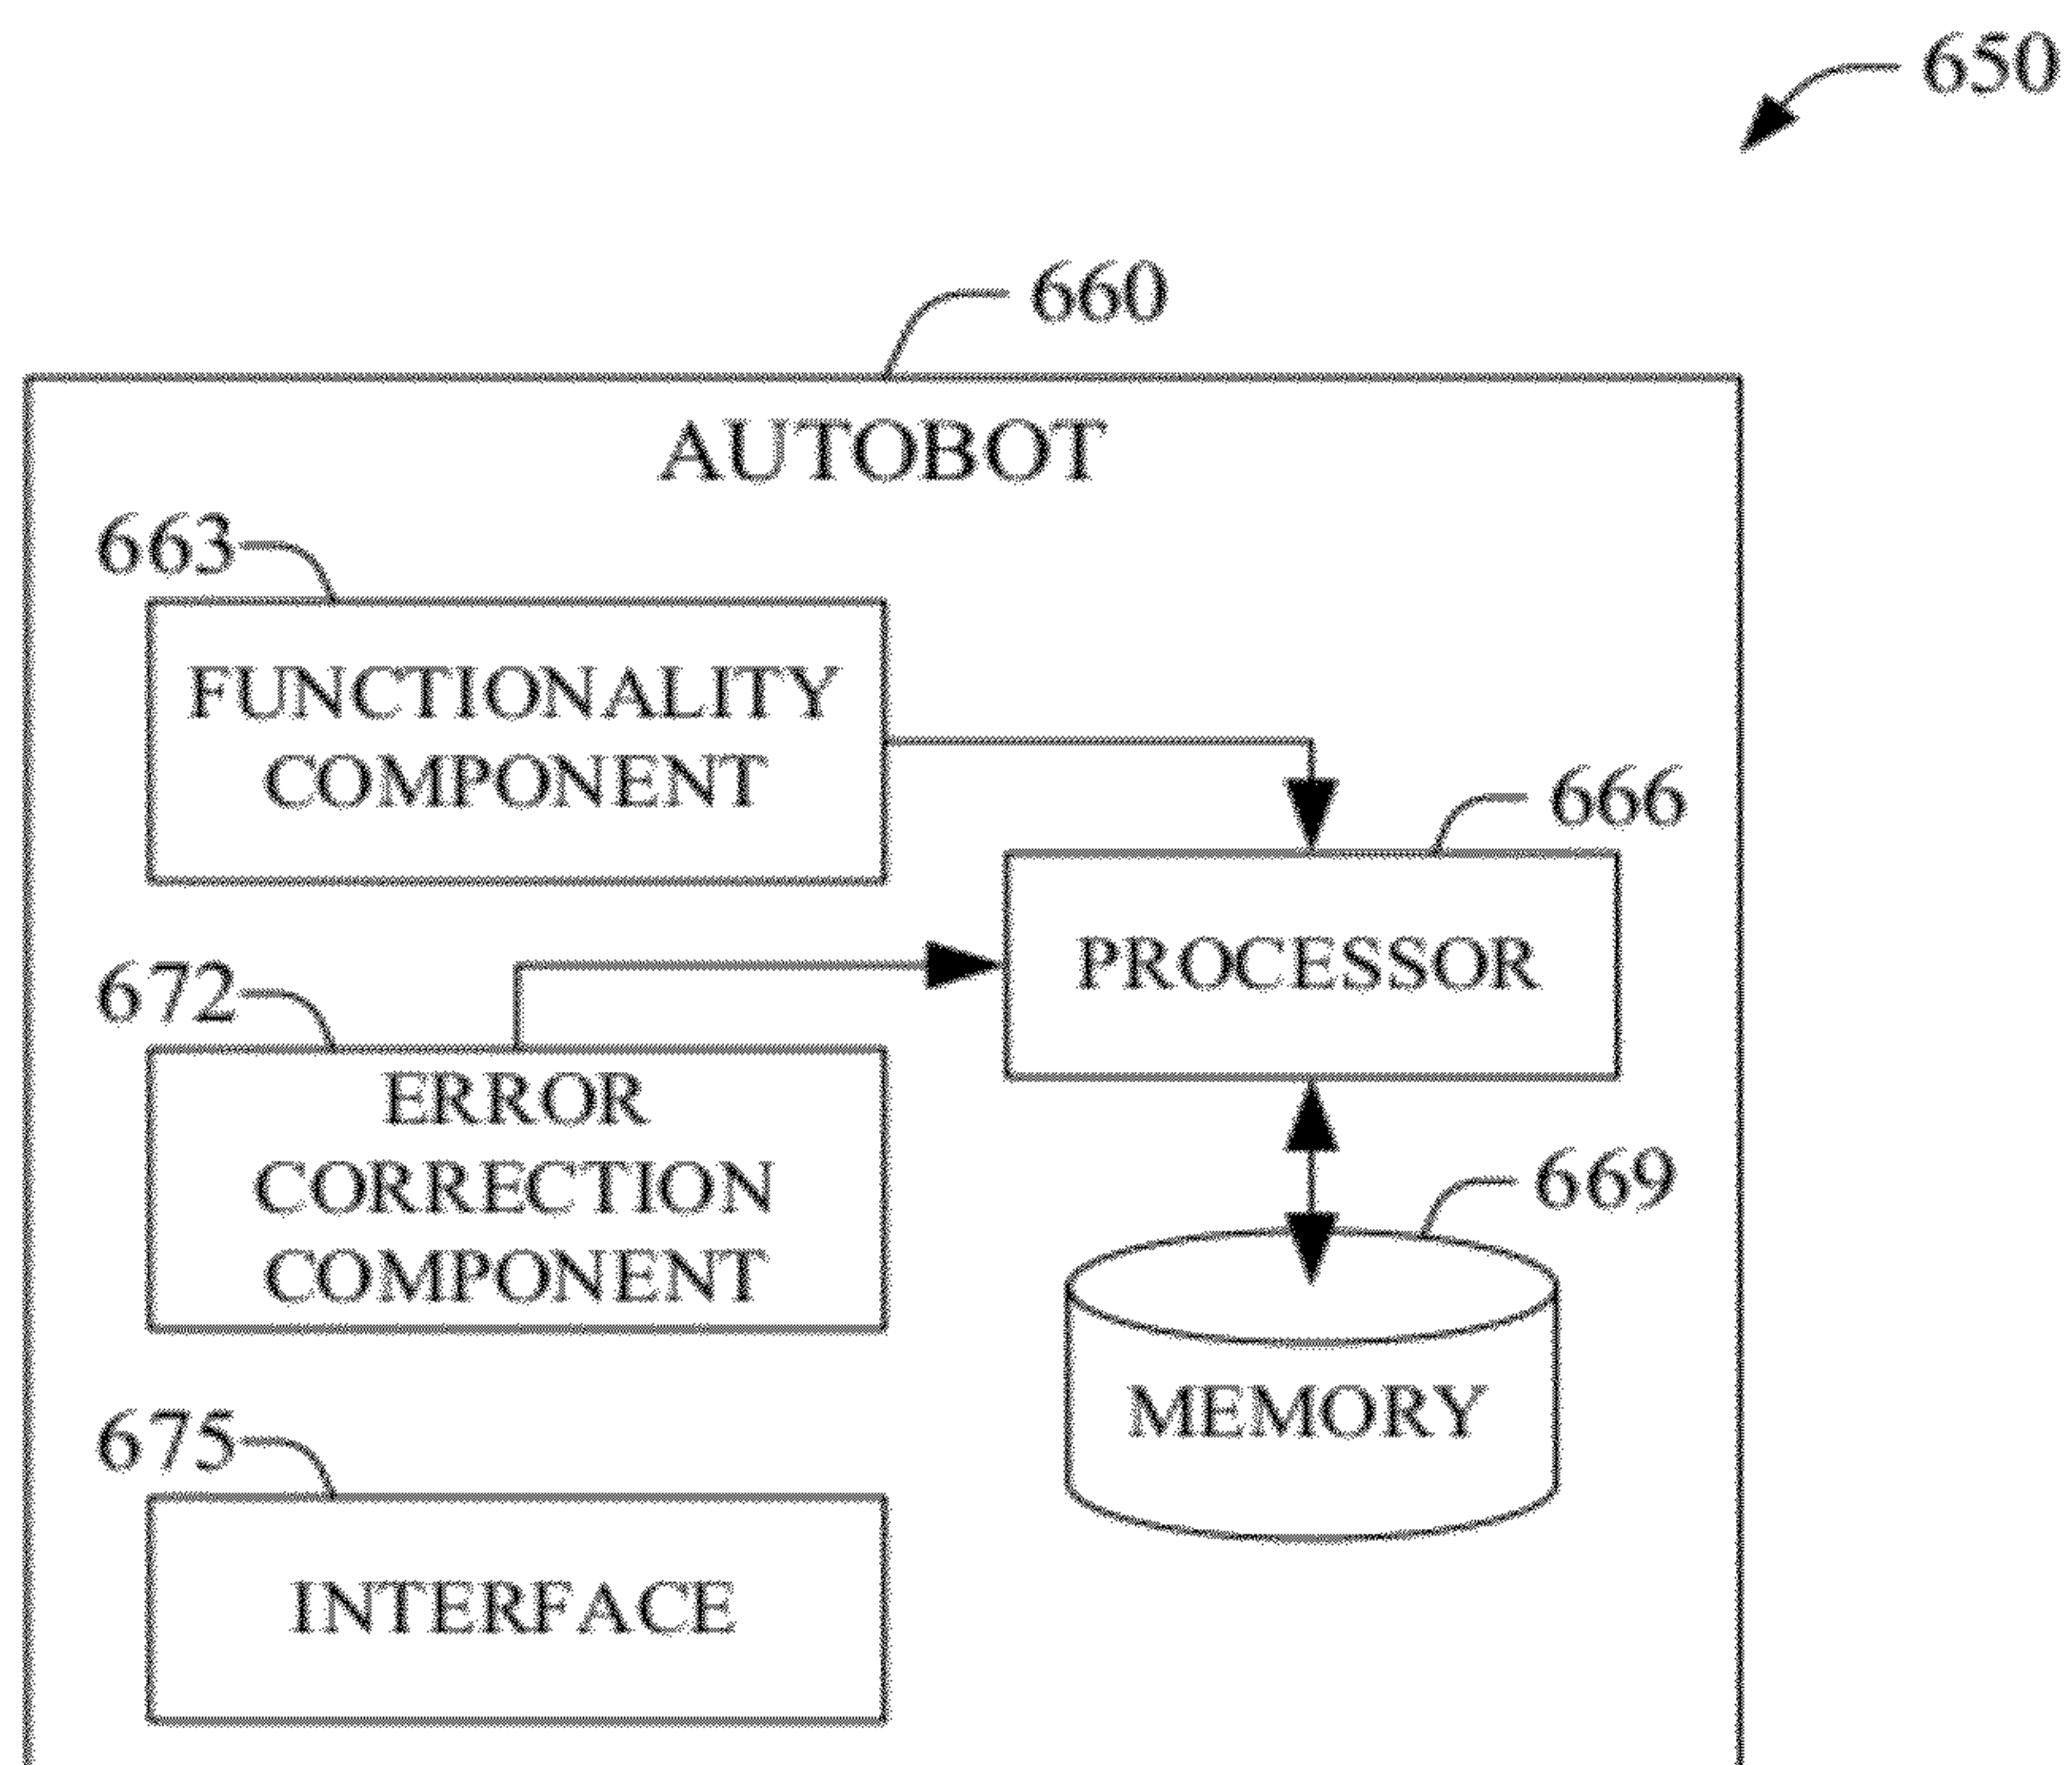 650
660
AUTOBOT
663
FUNCTIONALITY
COMPONENT
666
PROCESSOR
672
ERROR
CORRECTION
COMPONENT
669
MEMORY
675
INTERFACE